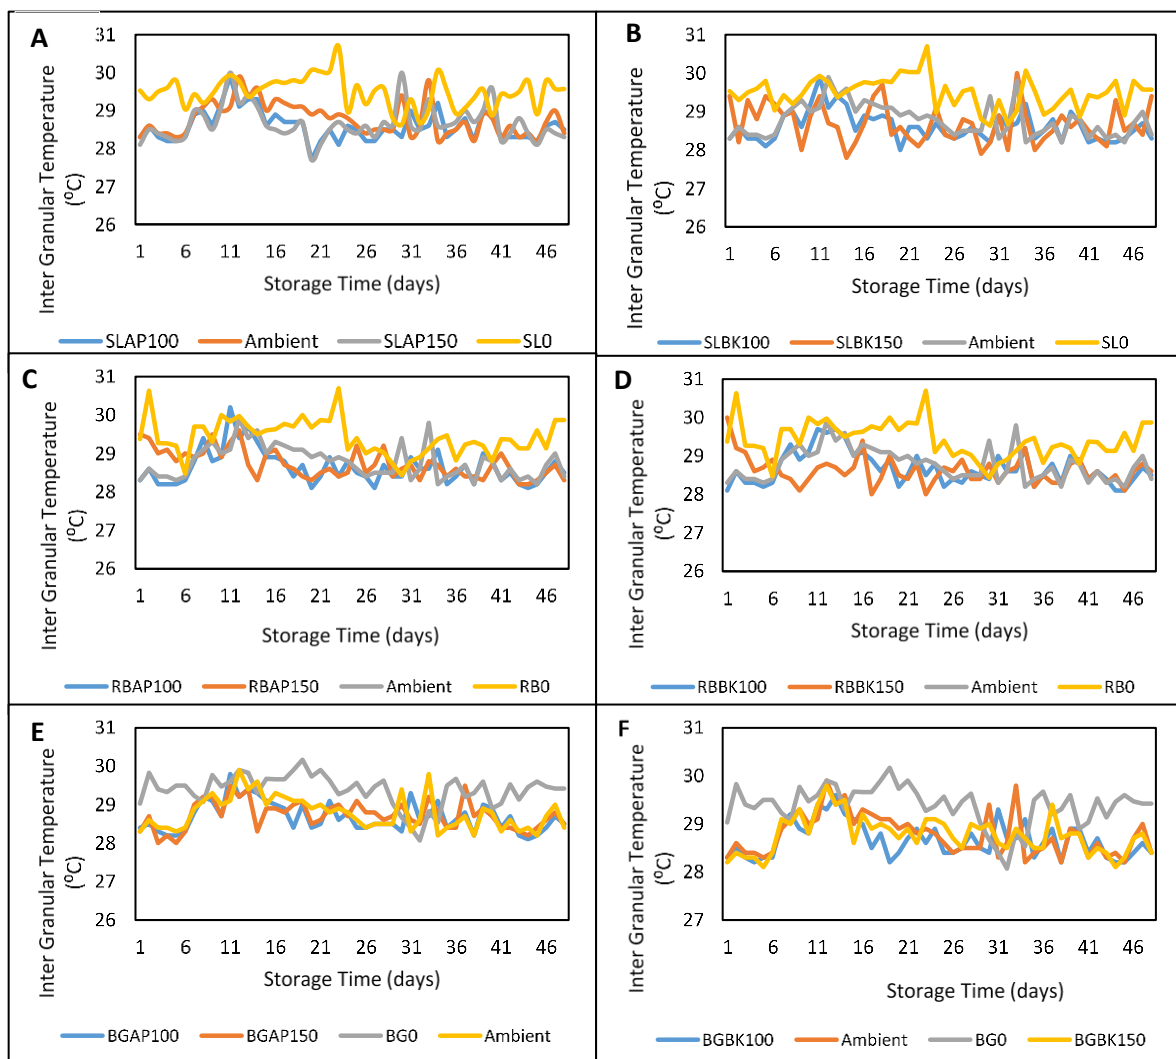 A
Inter Granular Temperature
(⁰C)
31
30
29
28
27
26
1 6 11 16 21 26 31 36 41 46
Storage Time (days)
SLAP100 Ambient SLAP150 SL0
B
Inter Granular Temperature
(⁰C)
31
30
29
28
27
26
1 6 11 16 21 26 31 36 41 46
Storage Time (days)
SLBK100 SLBK150 Ambient SL0
C
Inter Granular Temperature
(⁰C)
31
30
29
28
27
26
1 6 11 16 21 26 31 36 41 46
Storage Time (days)
RBAP100 RBAP150 Ambient RB0
D
Inter Granular Temperature
(⁰C)
31
30
29
28
27
26
1 6 11 16 21 26 31 36 41 46
Storage Time (days)
RBBK100 RBBK150 Ambient RB0
E
Inter Granular Temperature
(⁰C)
31
30
29
28
27
26
1 6 11 16 21 26 31 36 41 46
Storage Time (days)
BGAP100 BGAP150 BG0 Ambient
F
Inter Granular Temperature
(⁰C)
31
30
29
28
27
1 6 11 16 21 26 31 36 41 46
Storage Time (days)
BGBK100 Ambient BG0 BGBK150